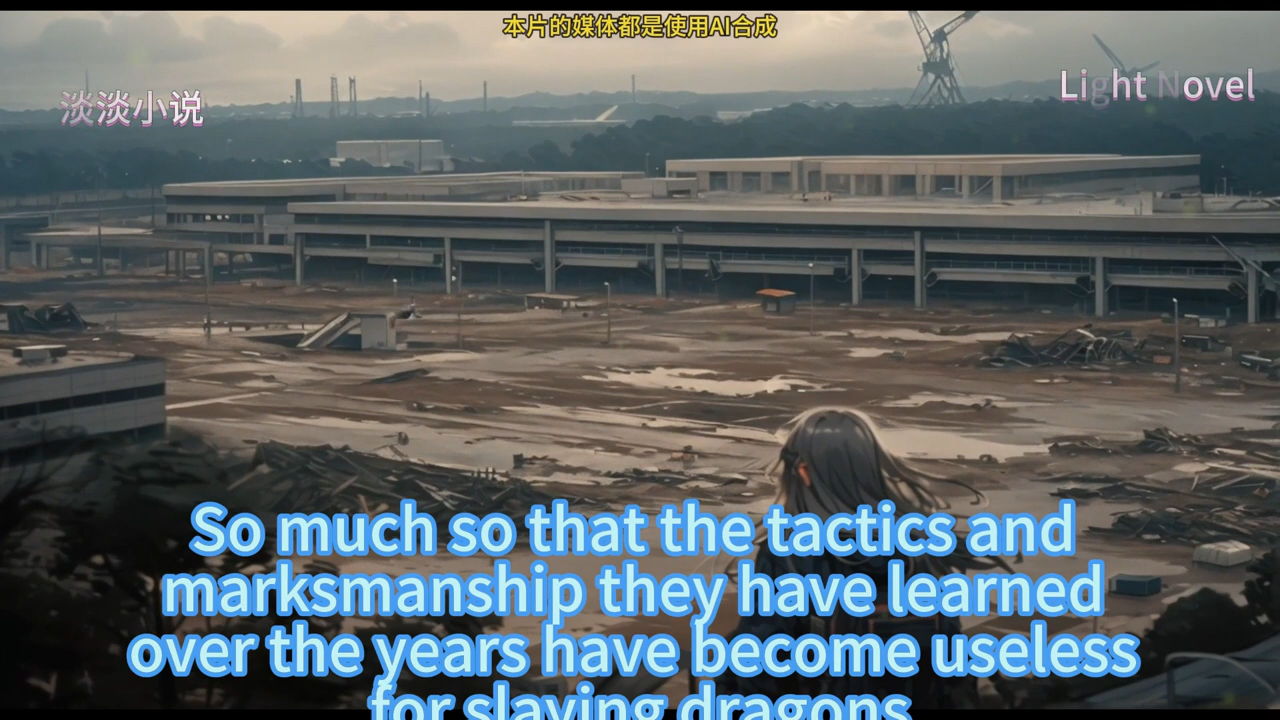 本片的媒体都是使用AI合成
淡淡小说
Light Novel
So much so that the tactics and
marksmanship they have learned
over the years have become useless
for slaying dragons